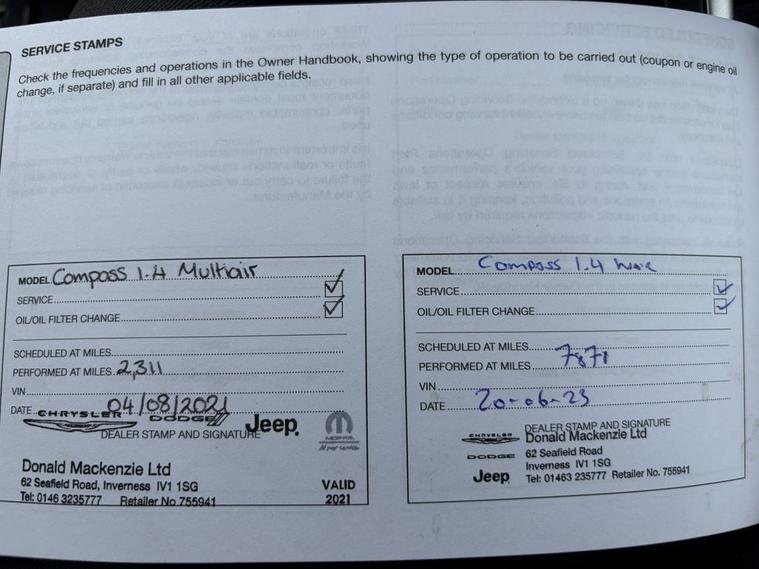 SERVICE STAMPS
Check the frequencies and operations in the Owner Handbook, showing the type of operation to be carried out (coupon or engine oil
change, if separate) and fill in all other applicable fields.
MODEL Compass 1.4 Multiair
SERVICE
OIL/OIL FILTER CHANGE
SCHEDULED AT MILES
PERFORMED AT MILES 2,311
VIN
DATE 04/08/2021
CHRYSLER DODGE Jeep MOPAR
DEALER STAMP AND SIGNATURE
Donald Mackenzie Ltd
62 Seafield Road, Inverness IV1 1SG
Tel: 0146 3235777 Retailer No 755941
VALID
2021
MODEL Compass 1.4
SERVICE
OIL/OIL FILTER CHANGE
SCHEDULED AT MILES
PERFORMED AT MILES 7871
VIN
DATE 20-06-23
DEALER STAMP AND SIGNATURE
CHRYSLER
DODGE
Jeep
Donald Mackenzie Ltd
62 Seafield Road
Inverness IV1 1SG
Tel: 01463 235777 Retailer No. 755941